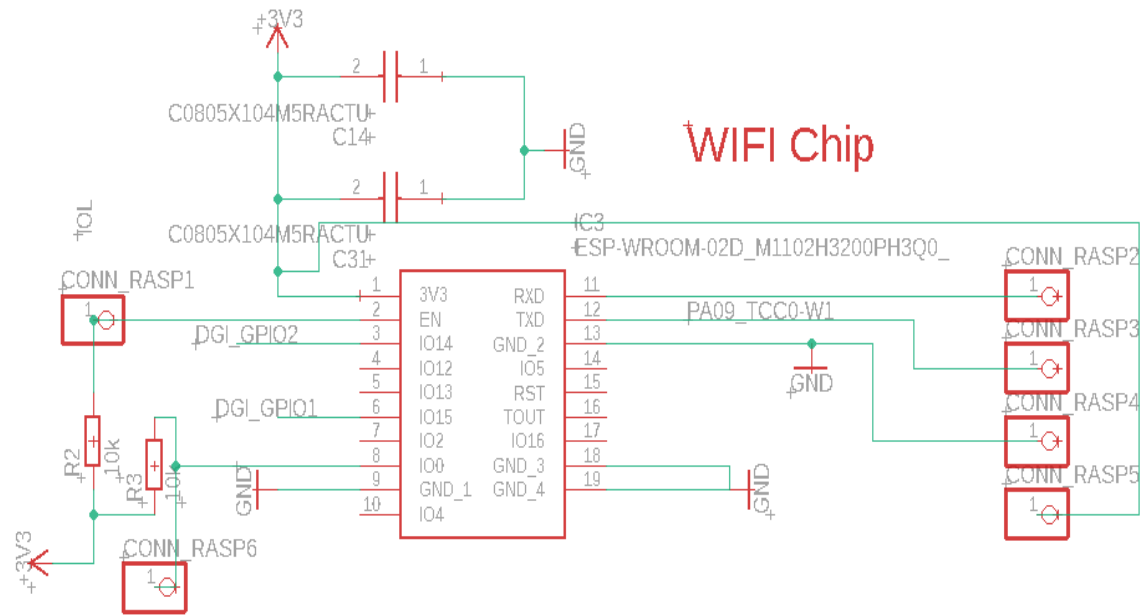 +3V3
2 1
C0805X104M5RACTU
C14
GND
WIFI Chip
2 1
C0805X104M5RACTU
C31
IOL
IC3
ESP-WROOM-02D_M1102H3200PH3Q0_
CONN_RASP1
1
CONN_RASP2
1
1 3V3 RXD 11
2 EN TXD 12
PA09_TCC0-W1
DGI_GPIO2
3 IO14 GND_2 13
CONN_RASP3
1
4 IO12 IO5 14
GND
5 IO13 RST 15
DGI_GPIO1
6 IO15 TOUT 16
CONN_RASP4
1
7 IO2 IO16 17
8 IO0 GND_3 18
9 GND_1 GND_4 19
10 IO4
GND
GND
CONN_RASP5
1
R2
10k
R3
10k
+3V3
CONN_RASP6
1